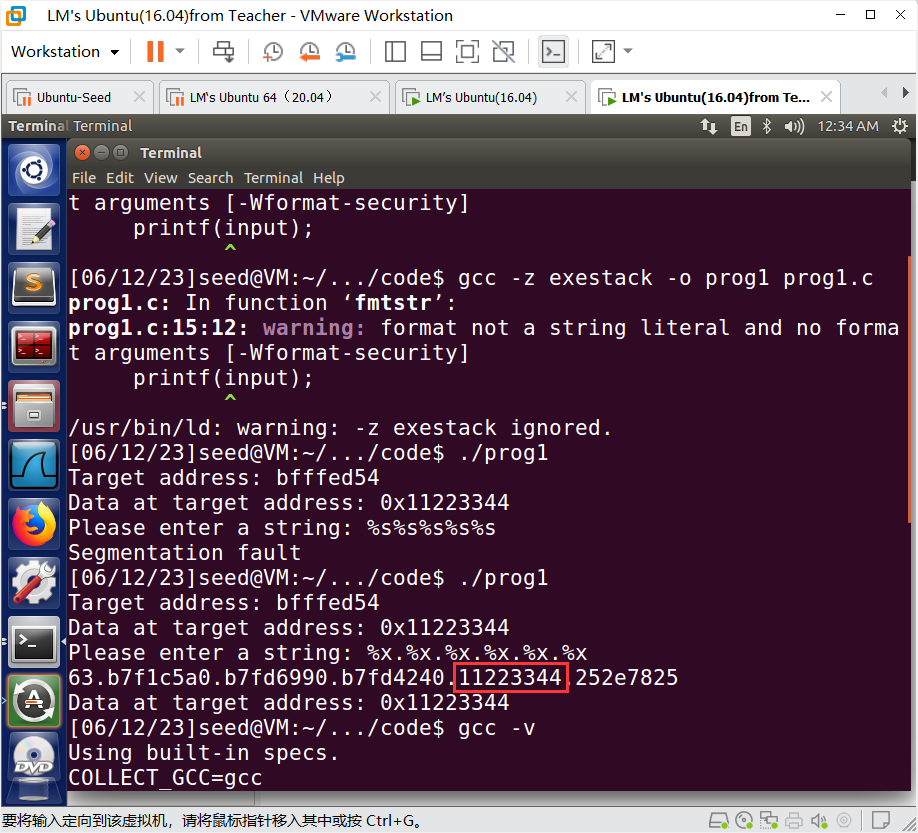 LM's Ubuntu(16.04)from Teacher - VMware Workstation
Workstation
Ubuntu-Seed
LM's Ubuntu 64（20.04）
LM's Ubuntu(16.04)
LM's Ubuntu(16.04)from Te...
Terminal Terminal
En
12:34 AM
Terminal
File Edit View Search Terminal Help
t arguments [-Wformat-security]
printf(input);
^
[06/12/23]seed@VM:~/.../code$ gcc -z exestack -o prog1 prog1.c
prog1.c: In function ‘fmtstr’:
prog1.c:15:12: warning: format not a string literal and no forma
t arguments [-Wformat-security]
printf(input);
^
/usr/bin/ld: warning: -z exestack ignored.
[06/12/23]seed@VM:~/.../code$ ./prog1
Target address: bfffed54
Data at target address: 0x11223344
Please enter a string: %s%s%s%s%s
Segmentation fault
[06/12/23]seed@VM:~/.../code$ ./prog1
Target address: bfffed54
Data at target address: 0x11223344
Please enter a string: %x.%x.%x.%x.%x.%x
63.b7f1c5a0.b7fd6990.b7fd4240.11223344.252e7825
Data at target address: 0x11223344
[06/12/23]seed@VM:~/.../code$ gcc -v
Using built-in specs.
COLLECT_GCC=gcc
要将输入定向到该虚拟机，请将鼠标指针移入其中或按 Ctrl+G。